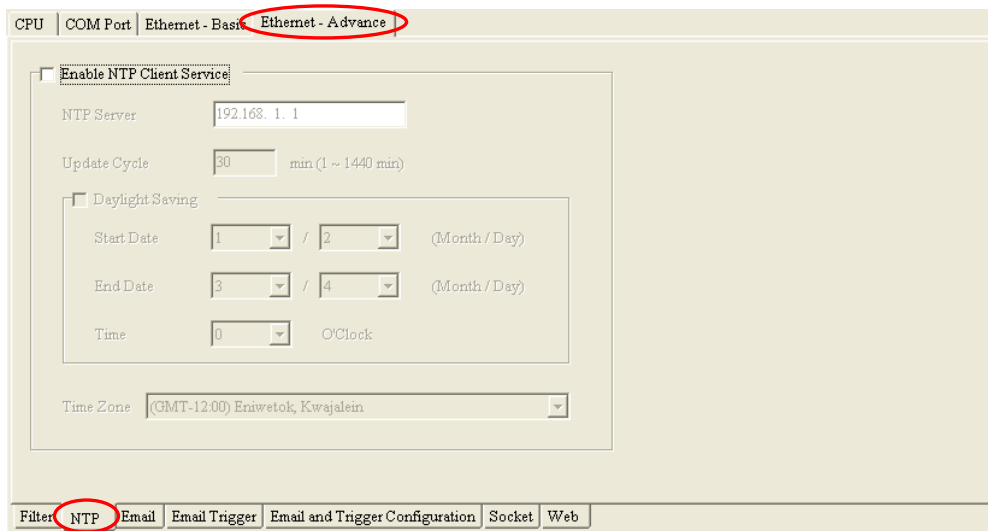 CPU COM Port Ethernet - Basic Ethernet - Advance
Enable NTP Client Service
NTP Server 192.168. 1. 1
Update Cycle 30 min (1 ~ 1440 min)
Daylight Saving
Start Date 1 / 2 (Month / Day)
End Date 3 / 4 (Month / Day)
Time 0 O'Clock
Time Zone (GMT-12:00) Eniwetok, Kwajalein
Filter NTP Email Email Trigger Email and Trigger Configuration Socket Web